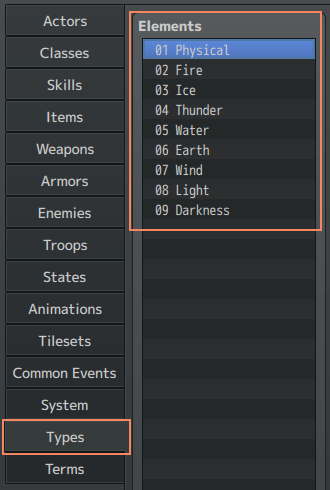 Actors
Classes
Skills
Items
Weapons
Armors
Enemies
Troops
States
Animations
Tilesets
Common Events
System
Types
Terms
Elements
01 Physical
02 Fire
03 Ice
04 Thunder
05 Water
06 Earth
07 Wind
08 Light
09 Darkness